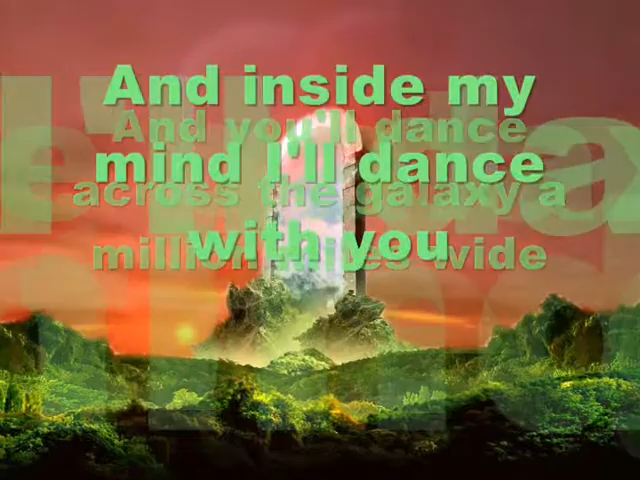 And inside my
And you'll dance
mind I'll dance
across the galaxy a
with you
million miles wide